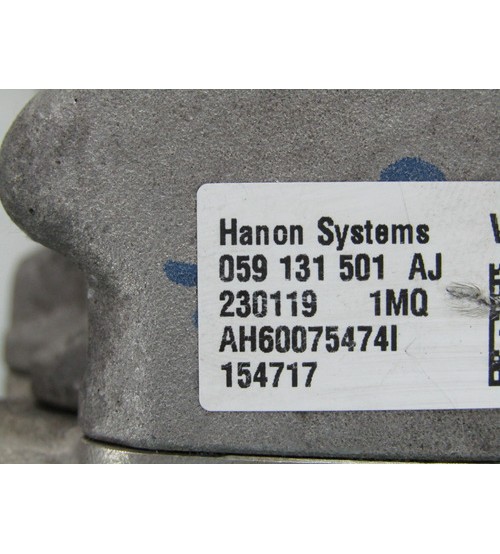 Hanon Systems
059 131 501 AJ
230119 1MQ
AH60075474I
154717